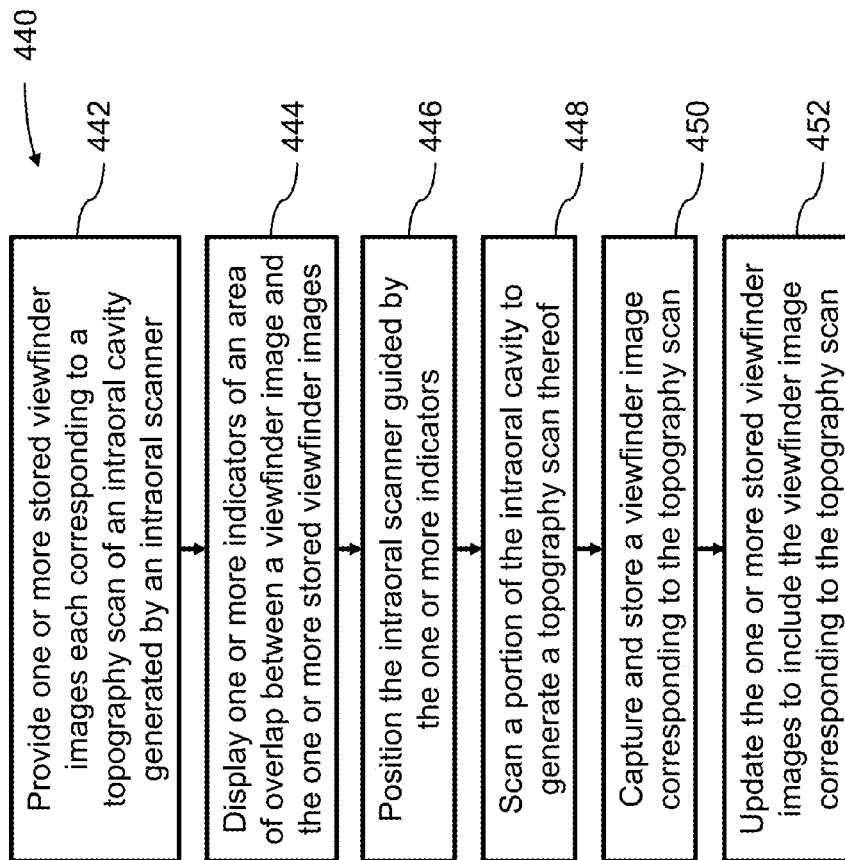 440
Provide one or more stored viewfinder
images each corresponding to a
topography scan of an intraoral cavity
generated by an intraoral scanner
442
Display one or more indicators of an area
of overlap between a viewfinder image and
the one or more stored viewfinder images
444
Position the intraoral scanner guided by
the one or more indicators
446
Scan a portion of the intraoral cavity to
generate a topography scan thereof
448
Capture and store a viewfinder image
corresponding to the topography scan
450
Update the one or more stored viewfinder
images to include the viewfinder image
corresponding to the topography scan
452